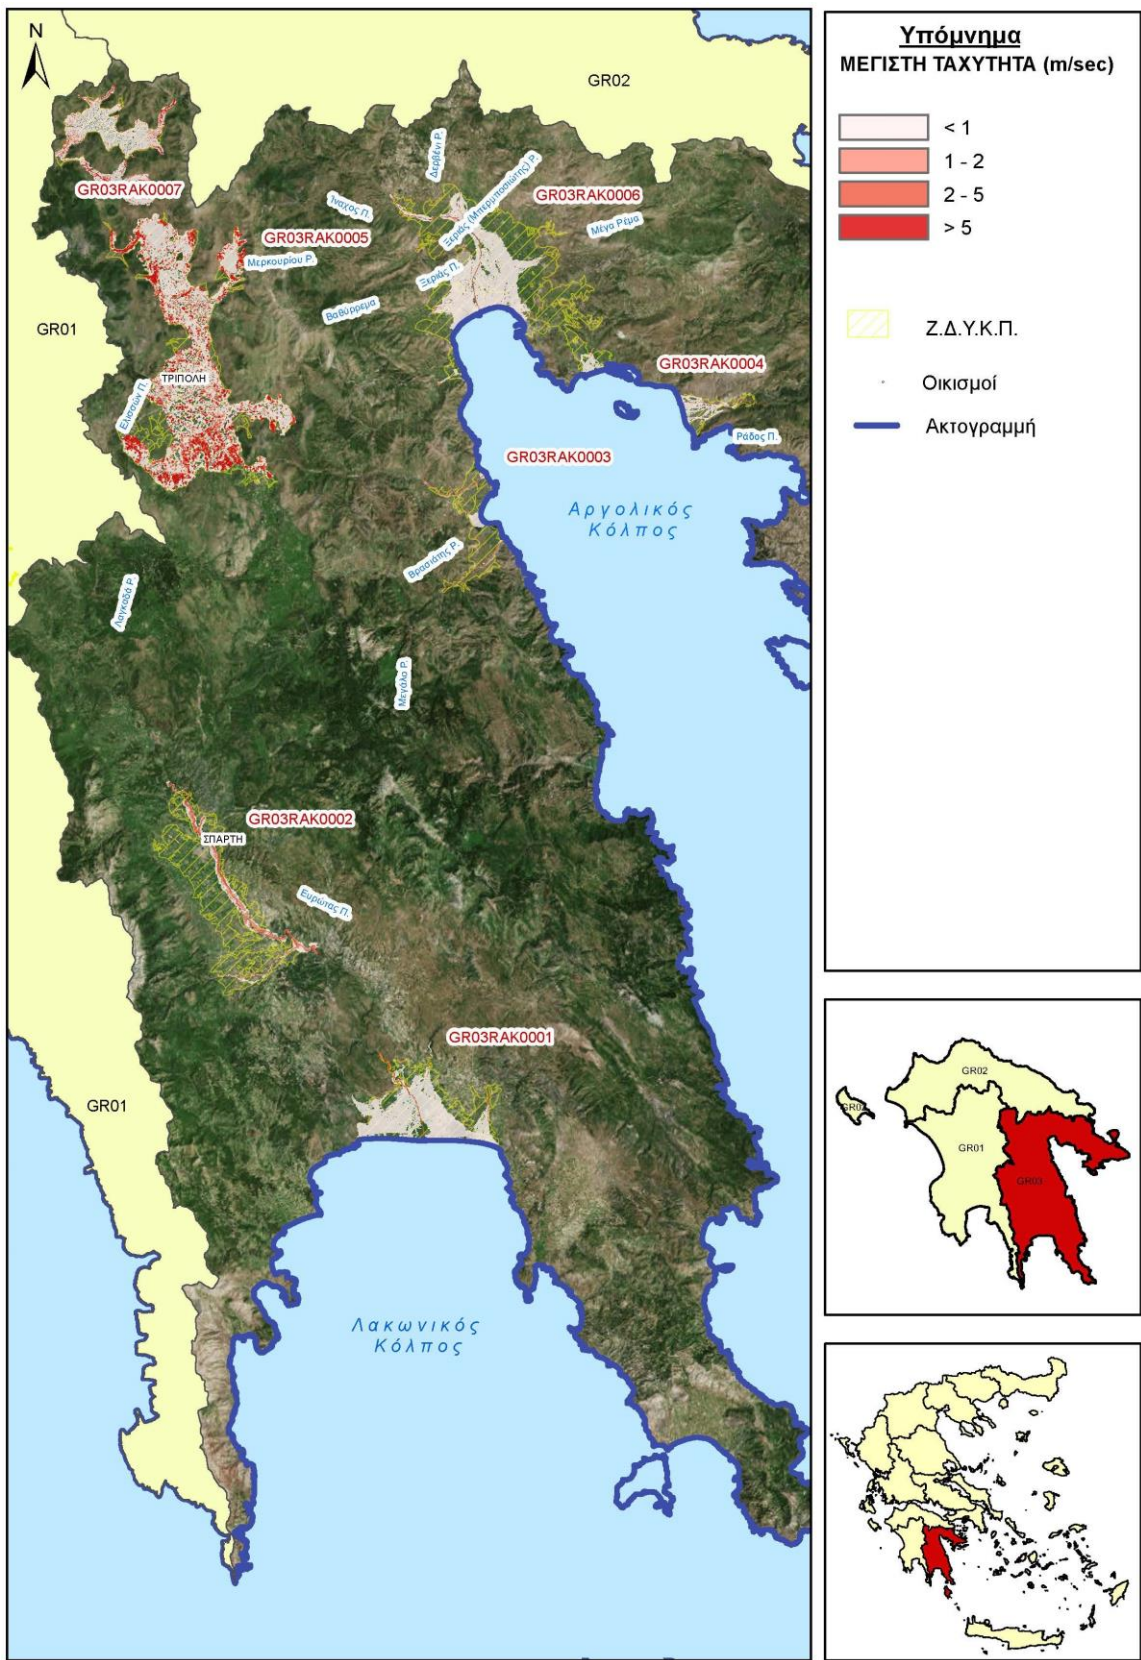 N
GR02
GR03RAK0007
Δερβένι Ρ.
Ίναχος Π.
Ξεριάς (Μπερμπασιώτης) Ρ.
GR03RAK0006
Μέγα Ρέμα
GR03RAK0005
Μερκουρίου Ρ.
Ξεριάς Π.
Βαθύρρεμα
GR01
GR03RAK0004
ΤΡΙΠΟΛΗ
Ελισσών Π.
Ράδος Π.
GR03RAK0003
Αργολικός
Κόλπος
Βρασιάτης Ρ.
Λαγκαδά Ρ.
Μεγάλο Ρ.
GR03RAK0002
ΣΠΑΡΤΗ
Ευρώτας Π.
GR03RAK0001
GR01
Λακωνικός
Κόλπος
Υπόμνημα
ΜΕΓΙΣΤΗ ΤΑΧΥΤΗΤΑ (m/sec)
< 1
1 - 2
2 - 5
> 5
Ζ.Δ.Υ.Κ.Π.
Οικισμοί
Ακτογραμμή
GR02
GR02
GR01
GR03